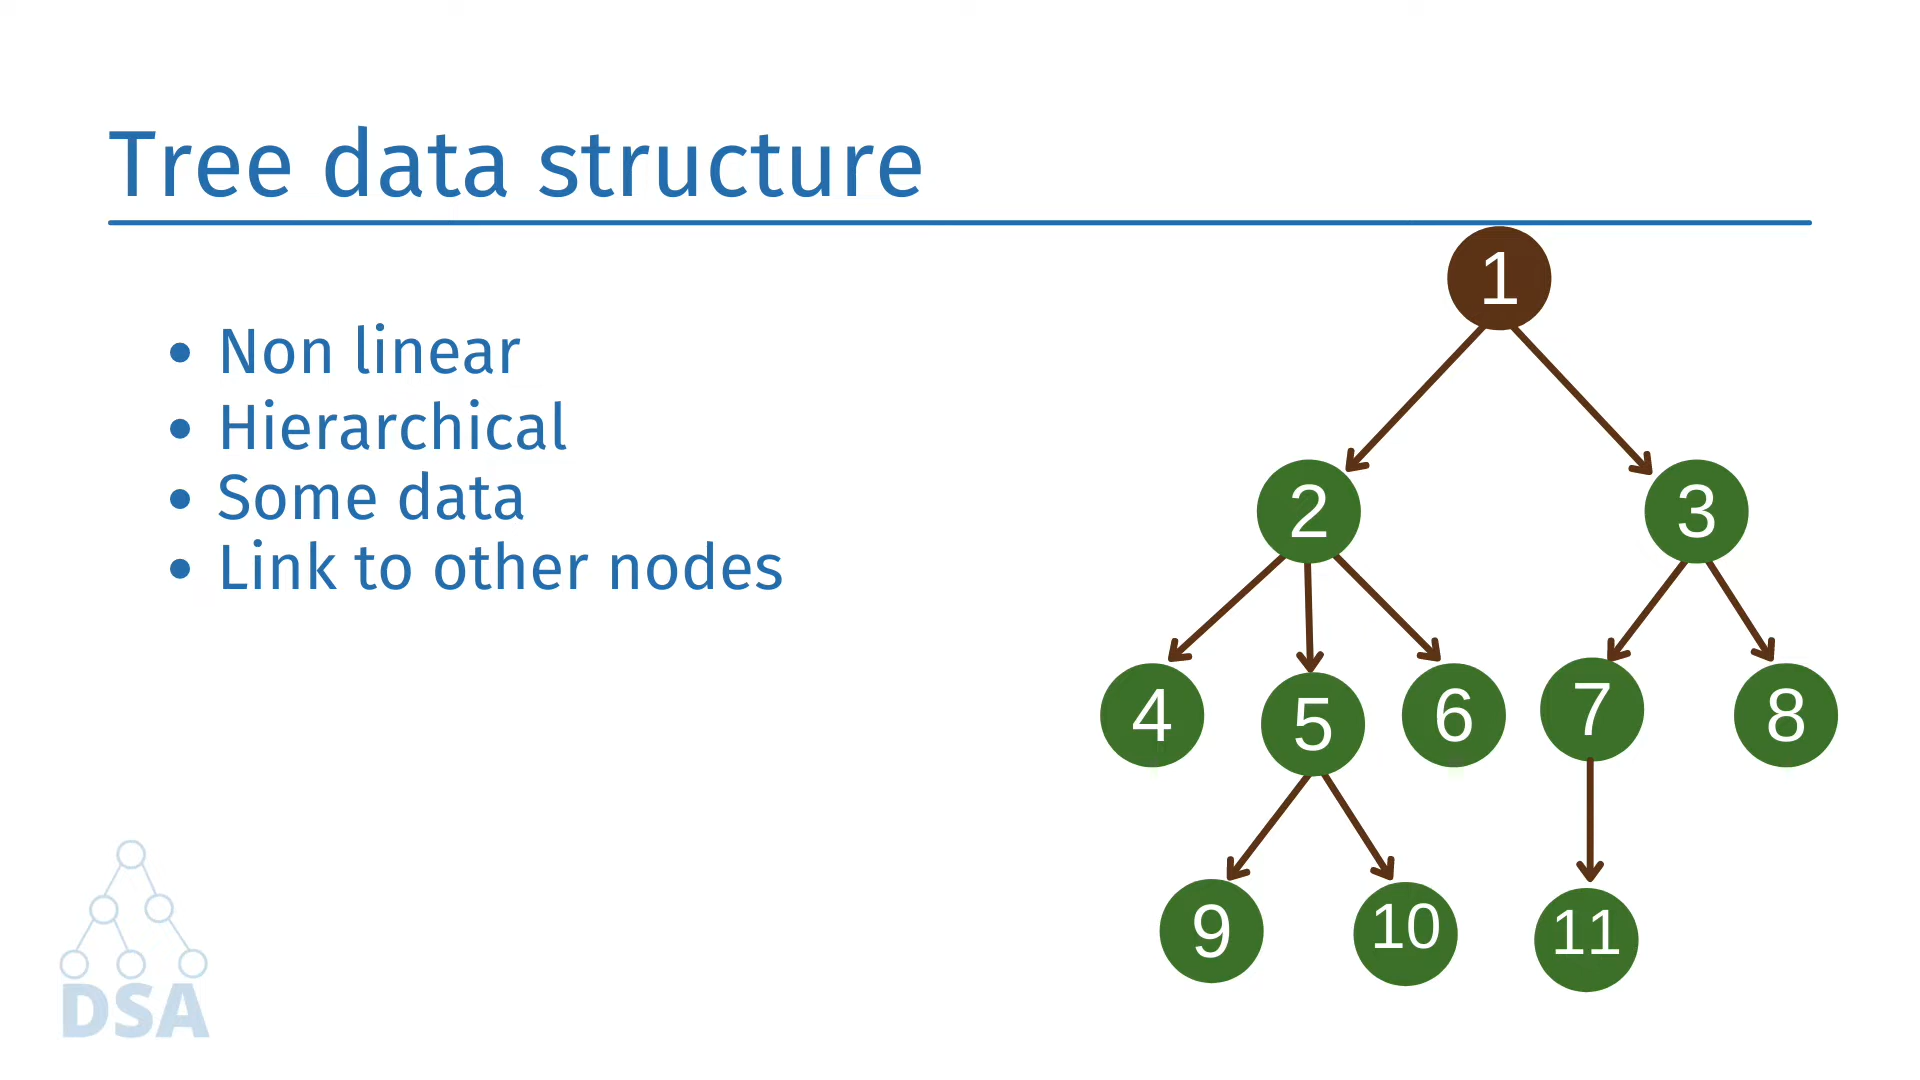 Tree data structure
• Non linear
• Hierarchical
• Some data
• Link to other nodes
1
2
3
4
5
6
7
8
9
10
11
DSA